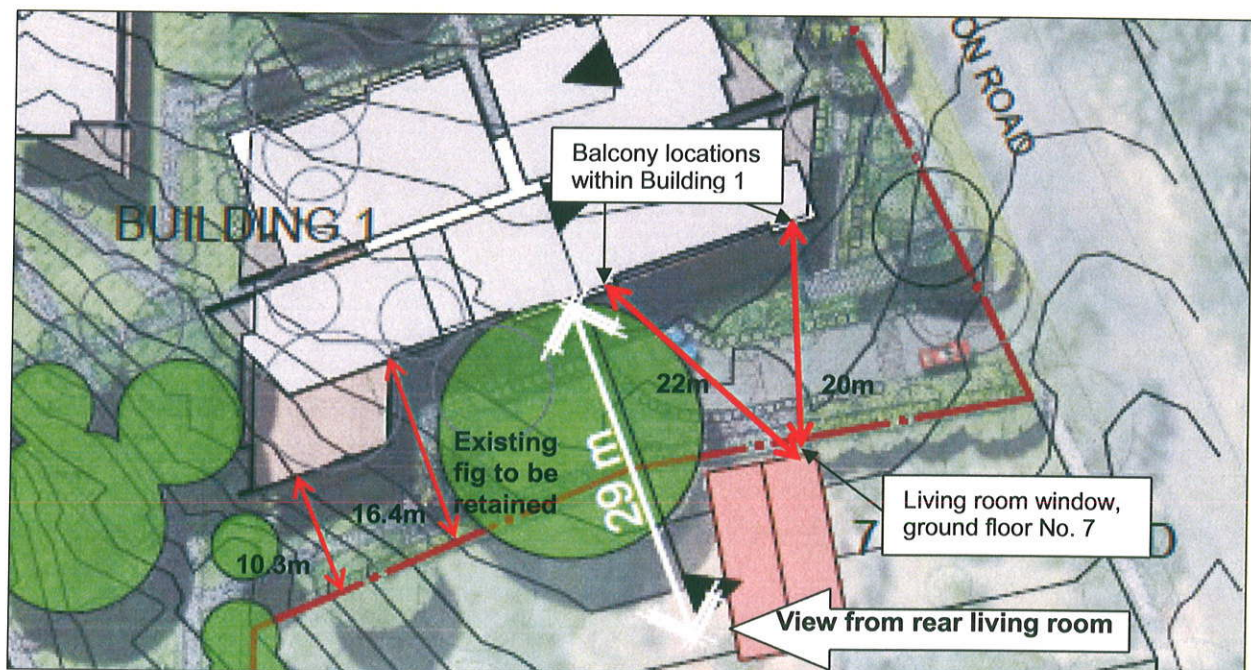 ON ROAD
Balcony locations
within Building 1
BUILDING 1
22m
20m
Existing
fig to be
retained
29 m
16.4m
10.3m
Living room window,
ground floor No. 7
7
View from rear living room